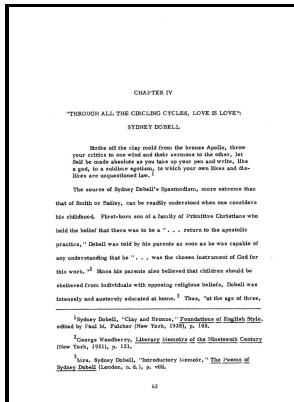 CHAPTER IV
"THROUGH ALL THE CIRCLING CYCLES, LOVE IS LOVE":
SYDNEY DOBELL
Strike off the clay mold from the bronze Apollo, throw
your critics to one wind and their sermons to the other, let
Self be made absolute as you take up your pen and write, like
a god, in a sublime egotism, to which your own likes and dis-
likes are unquestioned law.1
The source of Sydney Dobell's Spasmodism, more extreme than
that of Smith or Bailey, can be readily understood when one considers
his childhood. First-born son of a family of Primitive Christians who
held the belief that there was to be a ". . . return to the apostolic
practice," Dobell was told by his parents as soon as he was capable of
any understanding that he ". . . was the chosen instrument of God for
this work."2 Since his parents also believed that children should be
sheltered from individuals with opposing religious beliefs, Dobell was
intensely and austerely educated at home.3 Thus, "at the age of three,
1Sydney Dobell, "Clay and Bronze," Foundations of English Style,
edited by Paul M. Fulcher (New York, 1928), p. 188.
2George Woodberry, Literary Memoirs of the Nineteenth Century
(New York, 1921), p. 121.
3Mrs. Sydney Dobell, "Introductory Memoir," The Poems of
Sydney Dobell (London, n. d.), p. viii.
62